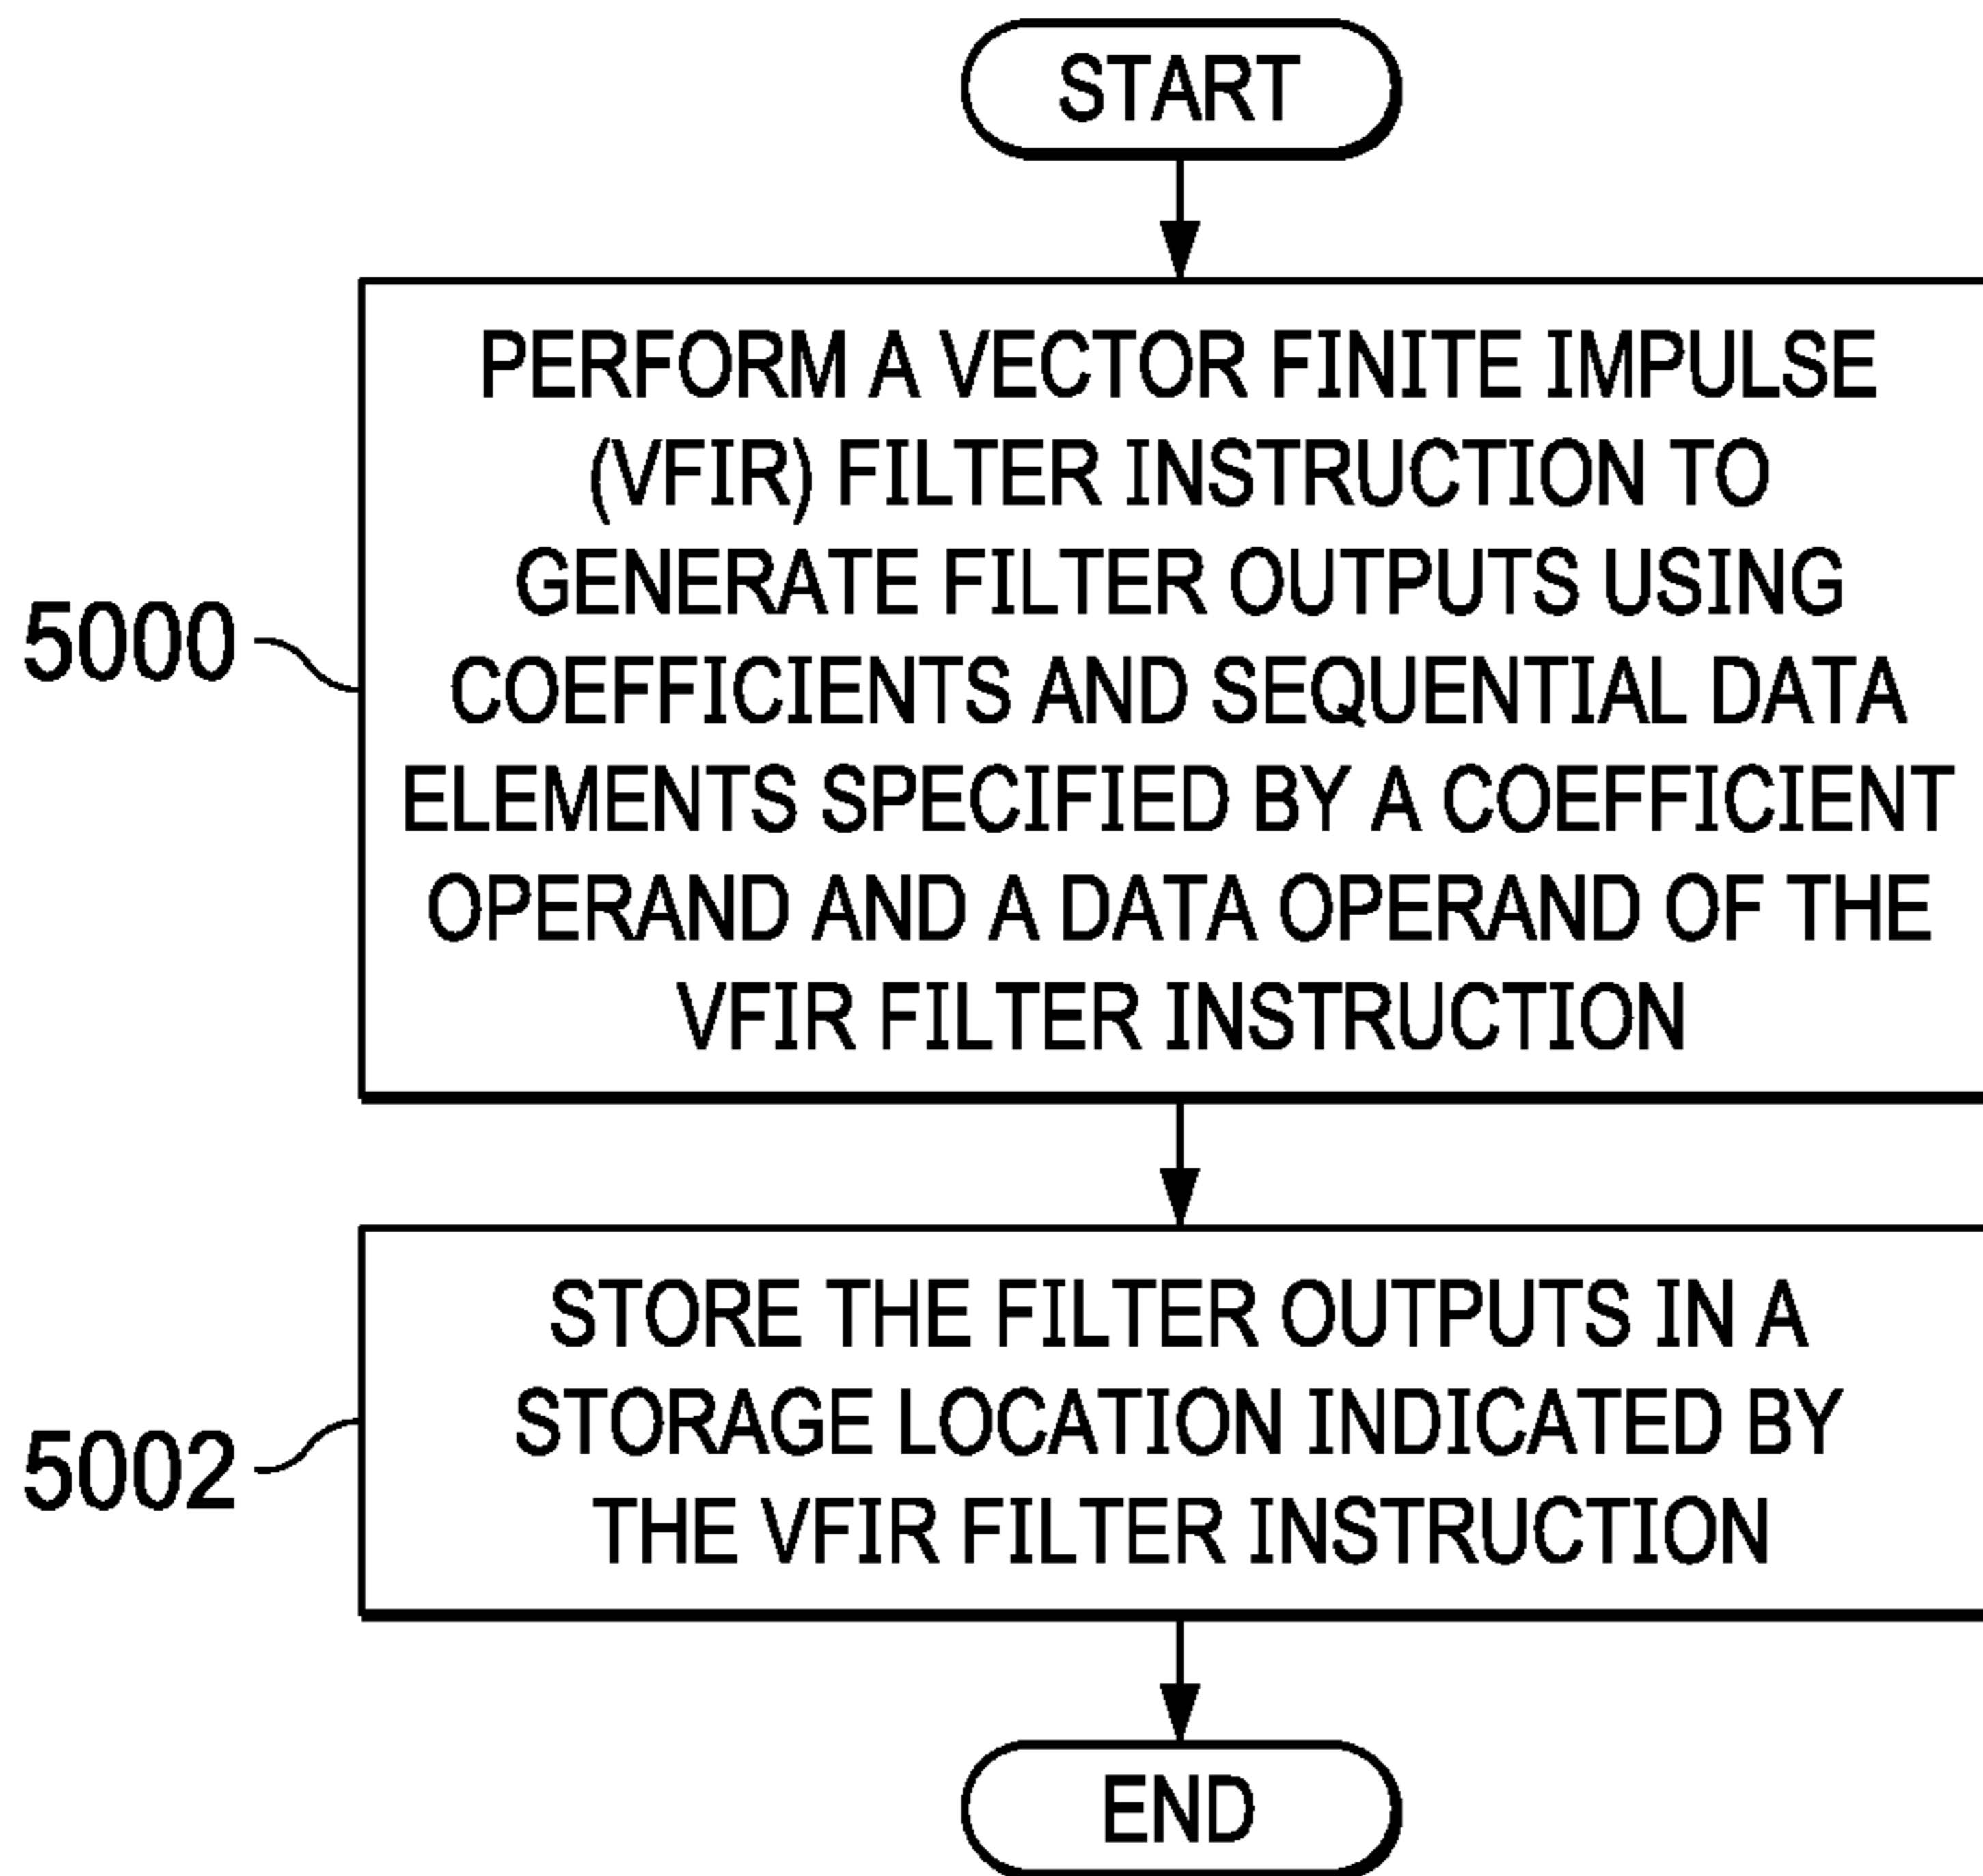 START
PERFORM A VECTOR FINITE IMPULSE
(VFIR) FILTER INSTRUCTION TO
GENERATE FILTER OUTPUTS USING
5000
COEFFICIENTS AND SEQUENTIAL DATA
ELEMENTS SPECIFIED BY A COEFFICIENT
OPERAND AND A DATA OPERAND OF THE
VFIR FILTER INSTRUCTION
STORE THE FILTER OUTPUTS IN A
STORAGE LOCATION INDICATED BY
5002
THE VFIR FILTER INSTRUCTION
END